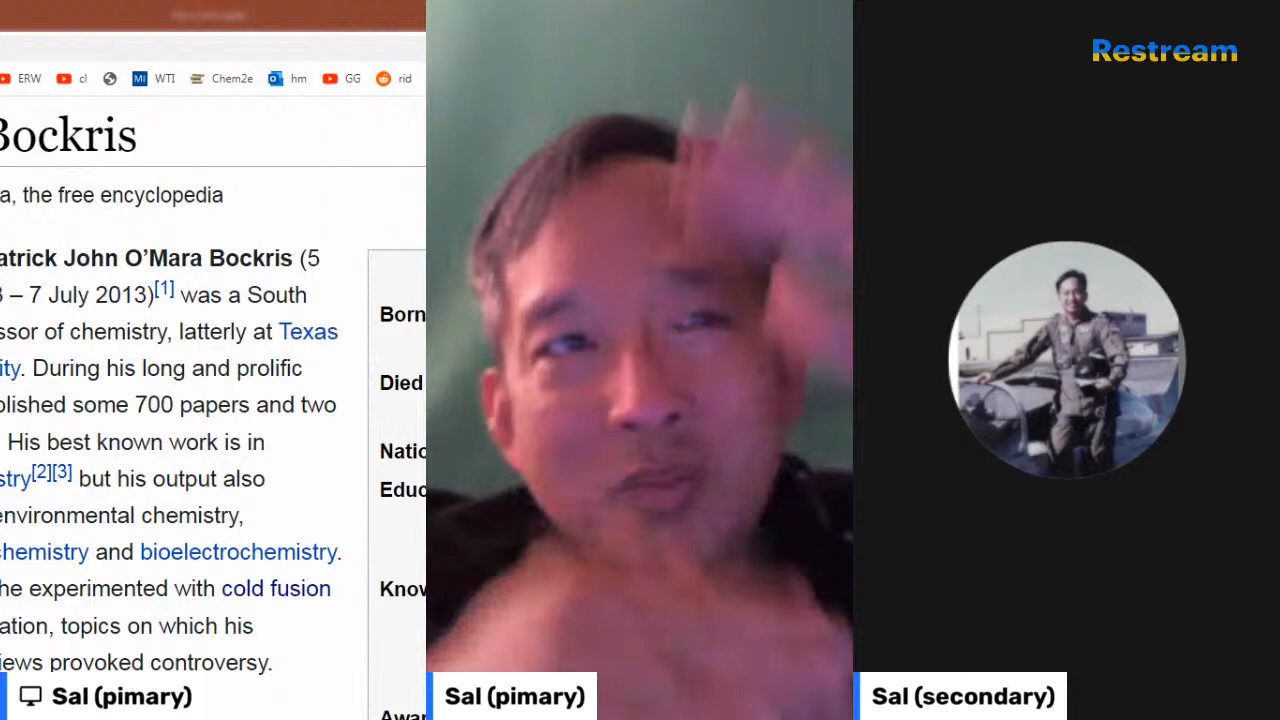 Restream
ERW cl WTI Chem2e hm GG rid
Bockris
a, the free encyclopedia
atrick John O’Mara Bockris (5
3 – 7 July 2013)[1] was a South
ssor of chemistry, latterly at Texas
ity. During his long and prolific
olished some 700 papers and two
His best known work is in
stry[2][3] but his output also
environmental chemistry,
chemistry and bioelectrochemistry.
he experimented with cold fusion
ation, topics on which his
iews provoked controversy.
Born
Died
Natio
Educ
Know
Awar
Sal (pimary)
Sal (pimary)
Sal (secondary)